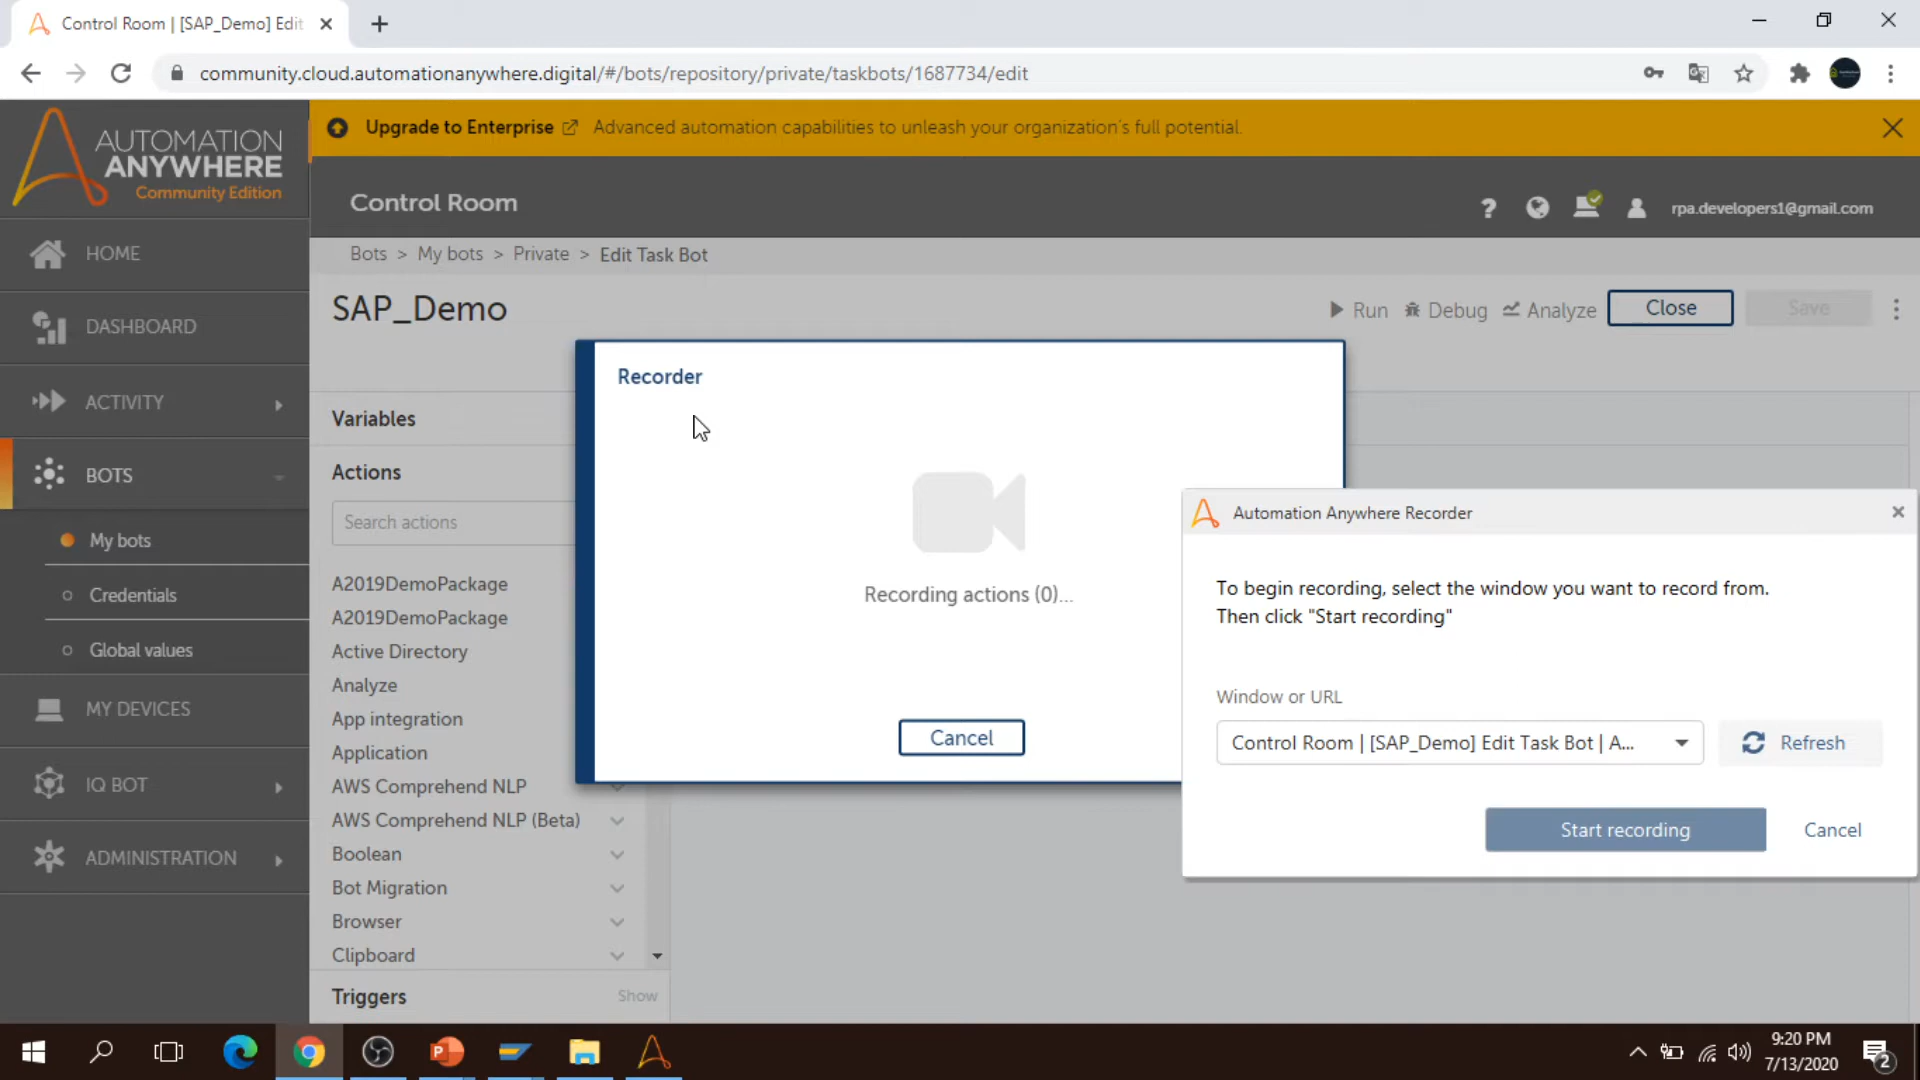 Control Room | [SAP_Demo] Edit
community.cloud.automationanywhere.digital/#/bots/repository/private/taskbots/1687734/edit
AUTOMATION
ANYWHERE
Community Edition
Upgrade to Enterprise
Advanced automation capabilities to unleash your organization's full potential.
Control Room
?
rpa.developers1@gmail.com
HOME
DASHBOARD
ACTIVITY
BOTS
My bots
Credentials
Global values
MY DEVICES
IQ BOT
ADMINISTRATION
Bots > My bots > Private > Edit Task Bot
SAP_Demo
Run
Debug
Analyze
Close
Save
Variables
Actions
Search actions
A2019DemoPackage
A2019DemoPackage
Active Directory
Analyze
App integration
Application
AWS Comprehend NLP
AWS Comprehend NLP (Beta)
Boolean
Bot Migration
Browser
Clipboard
Triggers
Show
Recorder
Recording actions (0)...
Cancel
Automation Anywhere Recorder
To begin recording, select the window you want to record from.
Then click "Start recording"
Window or URL
Control Room | [SAP_Demo] Edit Task Bot | A...
Refresh
Start recording
Cancel
P
9:20 PM
7/13/2020
2